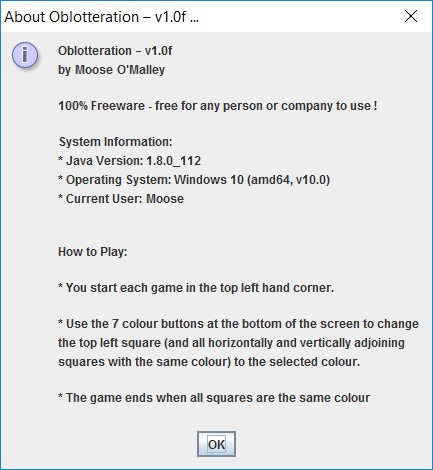 About Oblotteration – v1.0f ...
Oblotteration – v1.0f
by Moose O'Malley
100% Freeware - free for any person or company to use !
System Information:
* Java Version: 1.8.0_112
* Operating System: Windows 10 (amd64, v10.0)
* Current User: Moose
How to Play:
* You start each game in the top left hand corner.
* Use the 7 colour buttons at the bottom of the screen to change
the top left square (and all horizontally and vertically adjoining
squares with the same colour) to the selected colour.
* The game ends when all squares are the same colour
OK